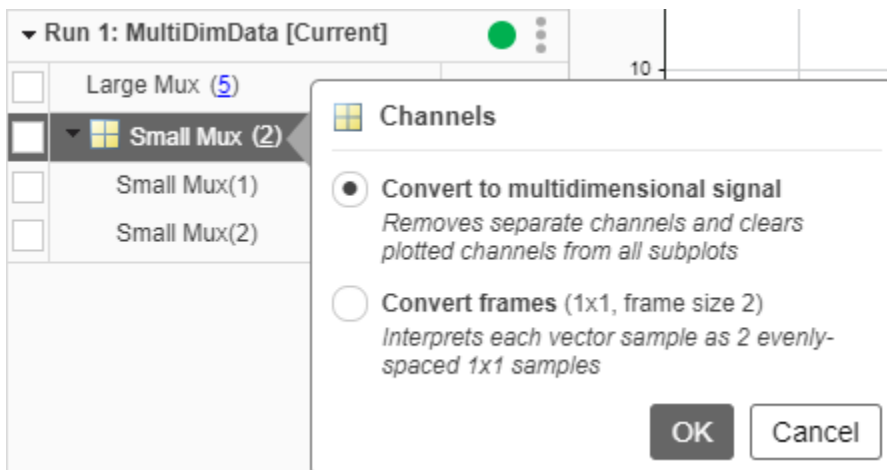 Run 1: MultiDimData [Current]
10
Large Mux (5)
Channels
Small Mux (2)
Convert to multidimensional signal
Small Mux(1)
Removes separate channels and clears
Small Mux(2)
plotted channels from all subplots
Convert frames (1x1, frame size 2)
Interprets each vector sample as 2 evenly-
spaced 1x1 samples
OK
Cancel